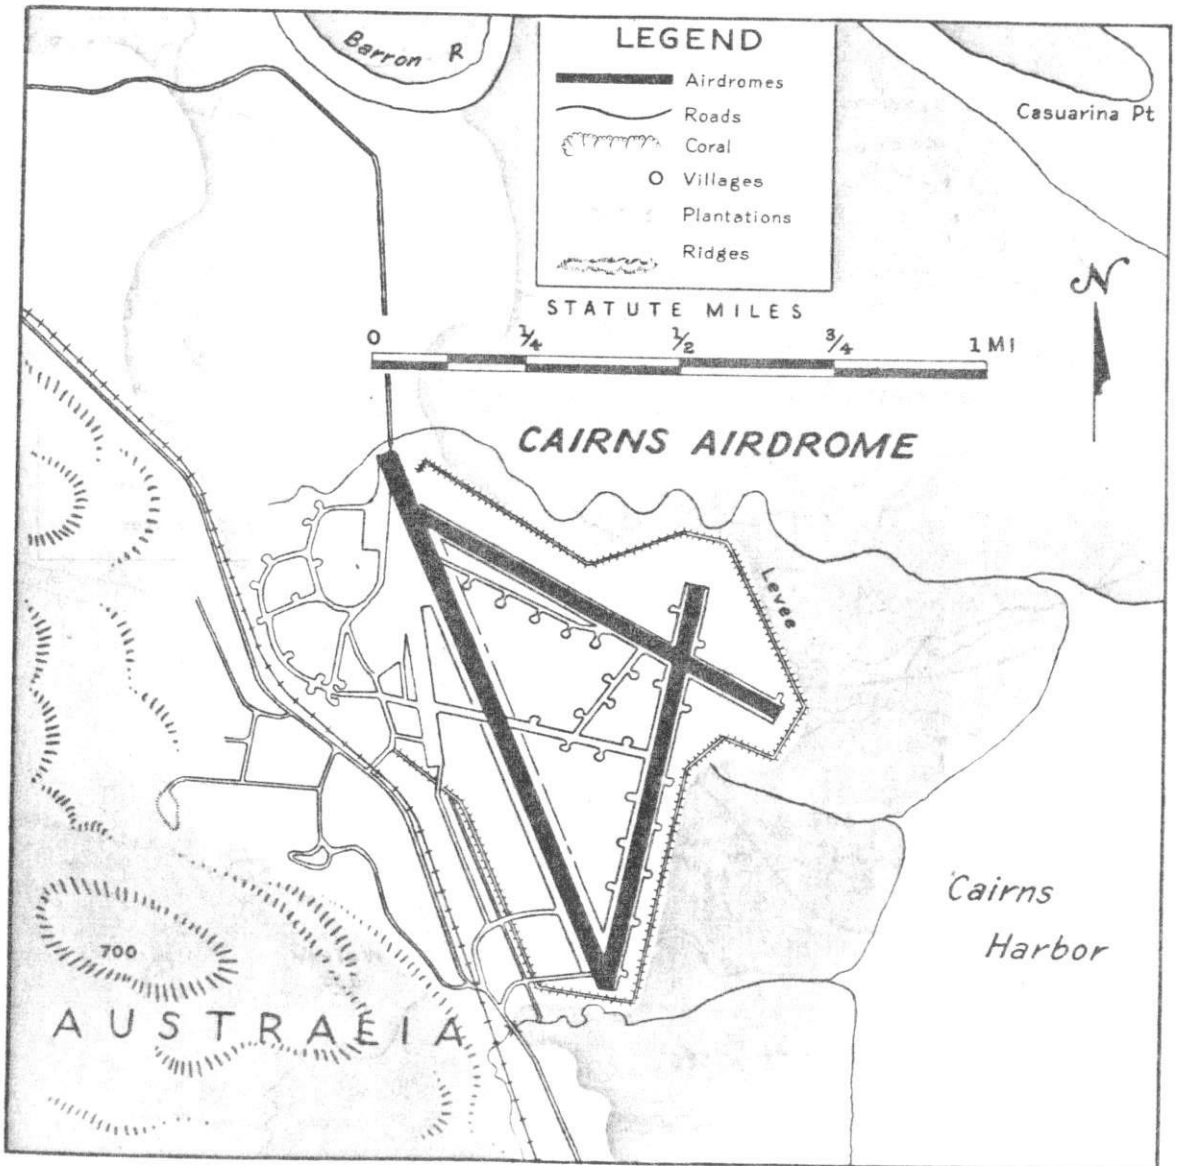 Barron R
LEGEND
Airdromes
Roads
Coral
Villages
Plantations
Ridges
Casuarina Pt
N
STATUTE MILES
0 1/4 1/2 3/4 1 MI
CAIRNS AIRDROME
Levee
Cairns
Harbor
700
AUSTRALIA